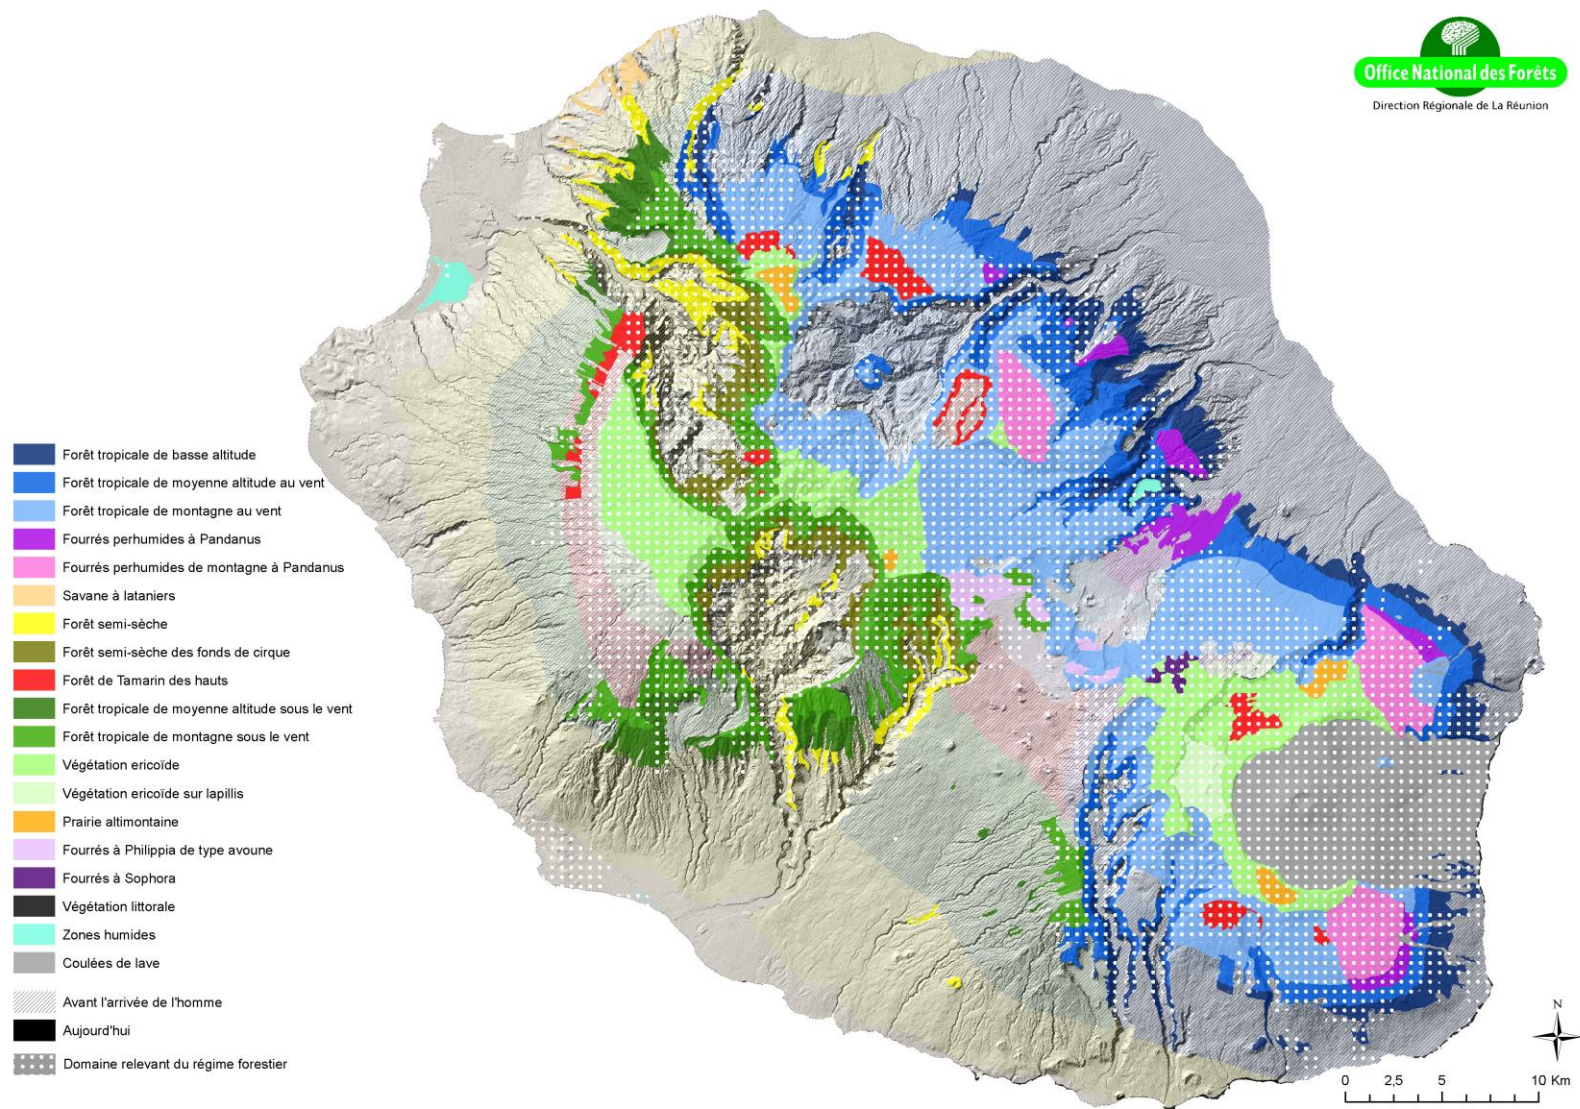 Office National des Forêts
Direction Régionale de La Réunion
Forêt tropicale de basse altitude
Forêt tropicale de moyenne altitude au vent
Forêt tropicale de montagne au vent
Fourrés perhumides à Pandanus
Fourrés perhumides de montagne à Pandanus
Savane à lataniers
Forêt semi-sèche
Forêt semi-sèche des fonds de cirque
Forêt de Tamarin des hauts
Forêt tropicale de moyenne altitude sous le vent
Forêt tropicale de montagne sous le vent
Végétation ericoïde
Végétation ericoïde sur lapillis
Prairie altimontaine
Fourrés à Philippia de type avoune
Fourrés à Sophora
Végétation littorale
Zones humides
Coulées de lave
Avant l'arrivée de l'homme
Aujourd'hui
Domaine relevant du régime forestier
N
0 2,5 5 10 Km